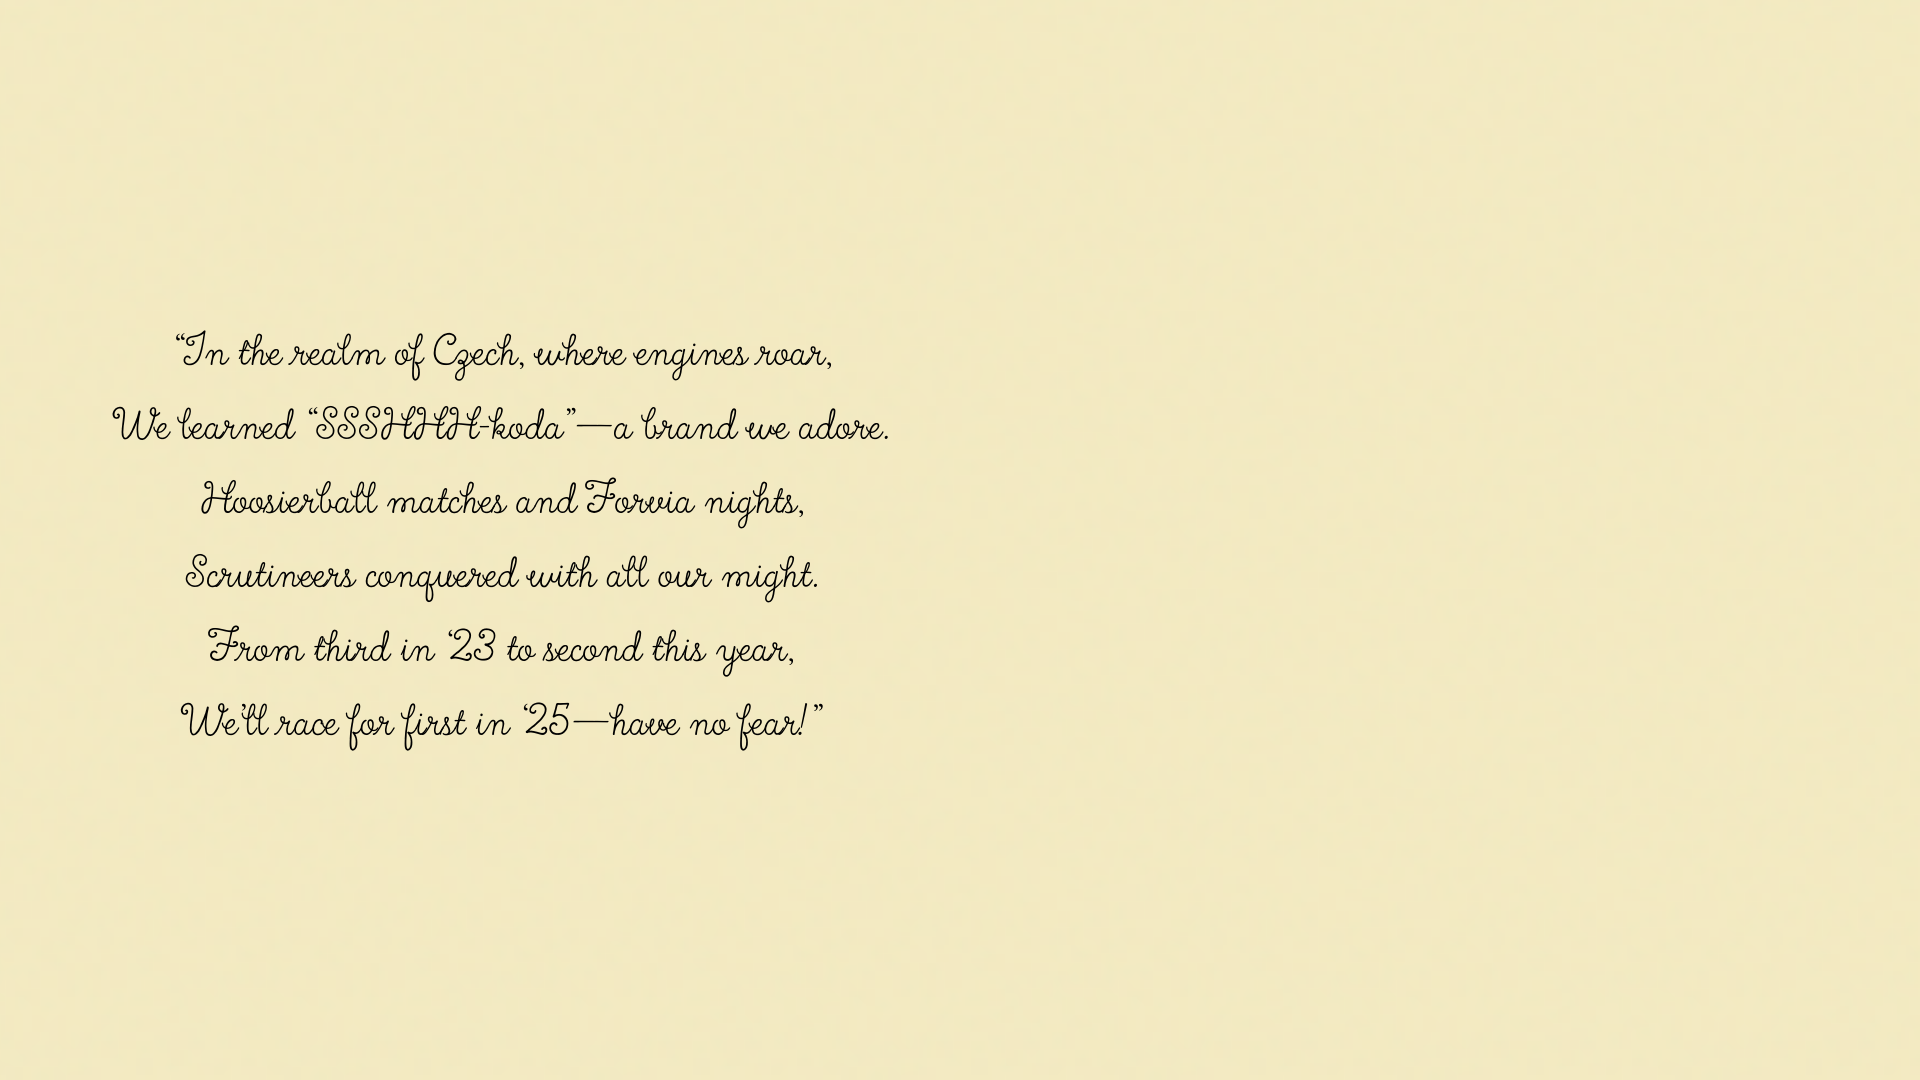 “In the realm of Czech, where engines roar,
We learned “SSSHHH-koda”—a brand we adore.
Hoosierball matches and Forvia nights,
Scrutineers conquered with all our might.
From third in ‘23 to second this year,
We’ll race for first in ‘25—have no fear!”